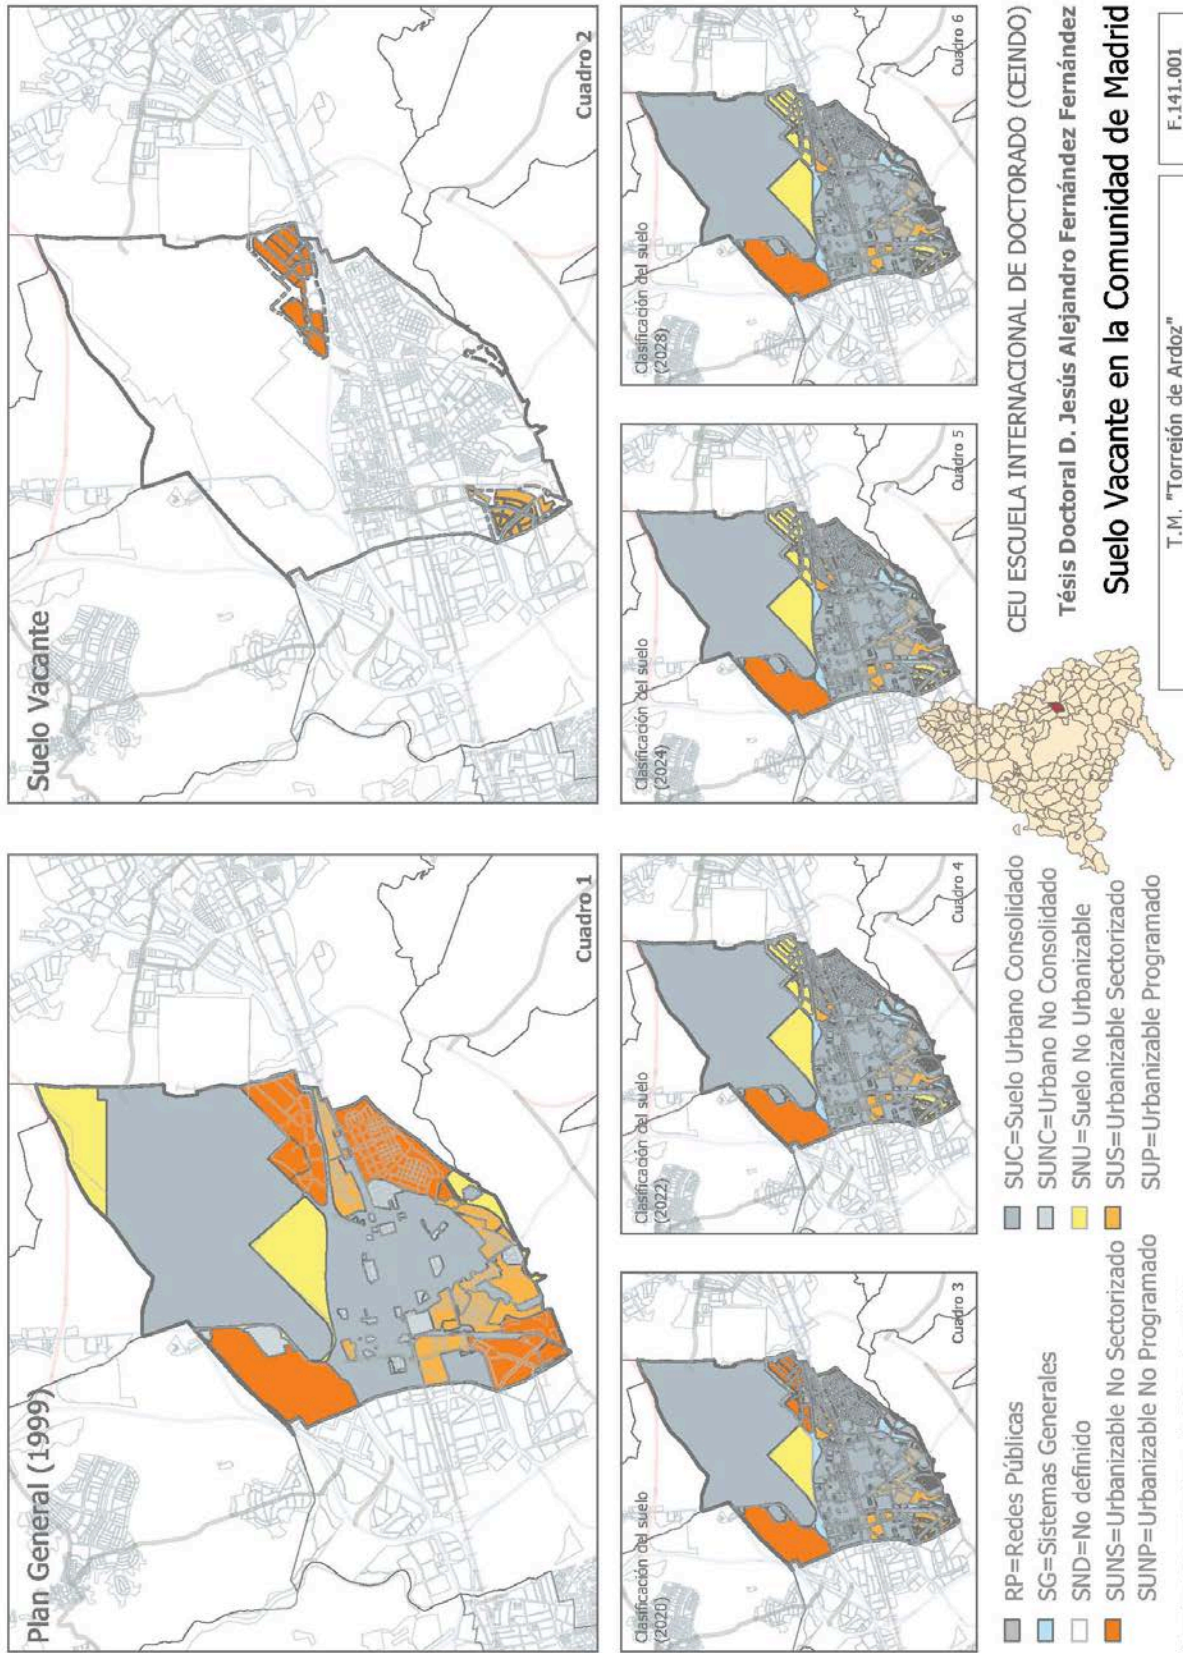 Plan General (1999)
Cuadro 1
Suelo Vacante
Cuadro 2
Clasificación del suelo
(2020)
Cuadro 3
Clasificación del suelo
(2022)
Cuadro 4
Clasificación del suelo
(2024)
Cuadro 5
Clasificación del suelo
(2028)
Cuadro 6
RP=Redes Públicas
SG=Sistemas Generales
SND=No definido
SUNS=Urbanizable No Sectorizado
SUNP=Urbanizable No Programado
SUC=Suelo Urbano Consolidado
SUNC=Urbano No Consolidado
SNU=Suelo No Urbanizable
SUS=Urbanizable Sectorizado
SUP=Urbanizable Programado
CEU ESCUELA INTERNACIONAL DE DOCTORADO (CEINDO)
Tésis Doctoral D. Jesús Alejandro Fernández Fernández
Suelo Vacante en la Comunidad de Madrid
T.M. "Torrejón de Ardoz"
F.141.001